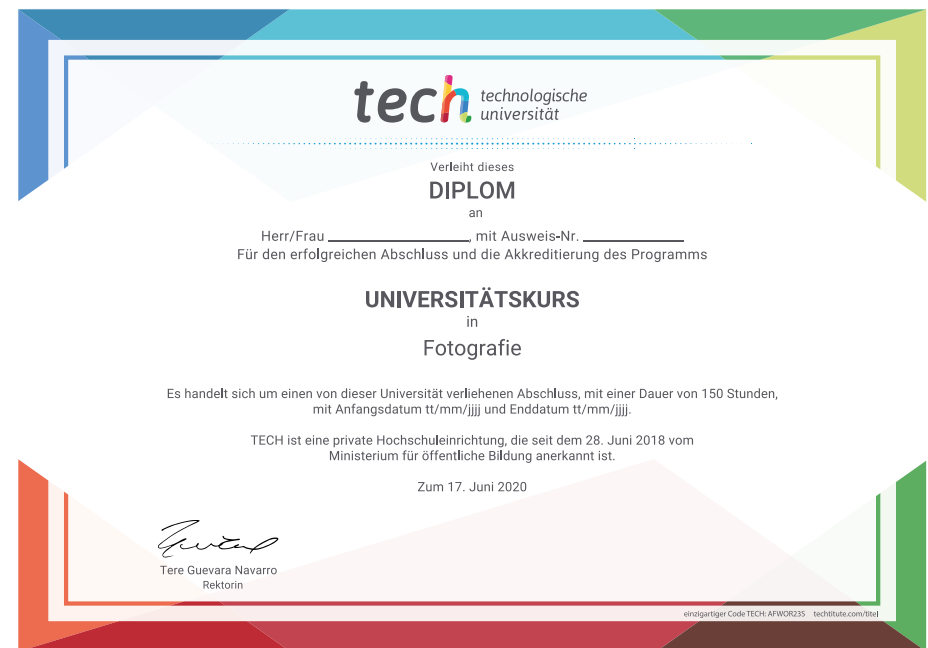 tech technologische
universität
Verleiht dieses
DIPLOM
an
Herr/Frau ____________________, mit Ausweis-Nr. ______________
Für den erfolgreichen Abschluss und die Akkreditierung des Programms
UNIVERSITÄTSKURS
in
Fotografie
Es handelt sich um einen von dieser Universität verliehenen Abschluss, mit einer Dauer von 150 Stunden,
mit Anfangsdatum tt/mm/jjjj und Enddatum tt/mm/jjjj.
TECH ist eine private Hochschuleinrichtung, die seit dem 28. Juni 2018 vom
Ministerium für öffentliche Bildung anerkannt ist.
Zum 17. Juni 2020
Tere Guevara Navarro
Rektorin
einzigartiger Code TECH: AFWOR23S techtitute.com/titel